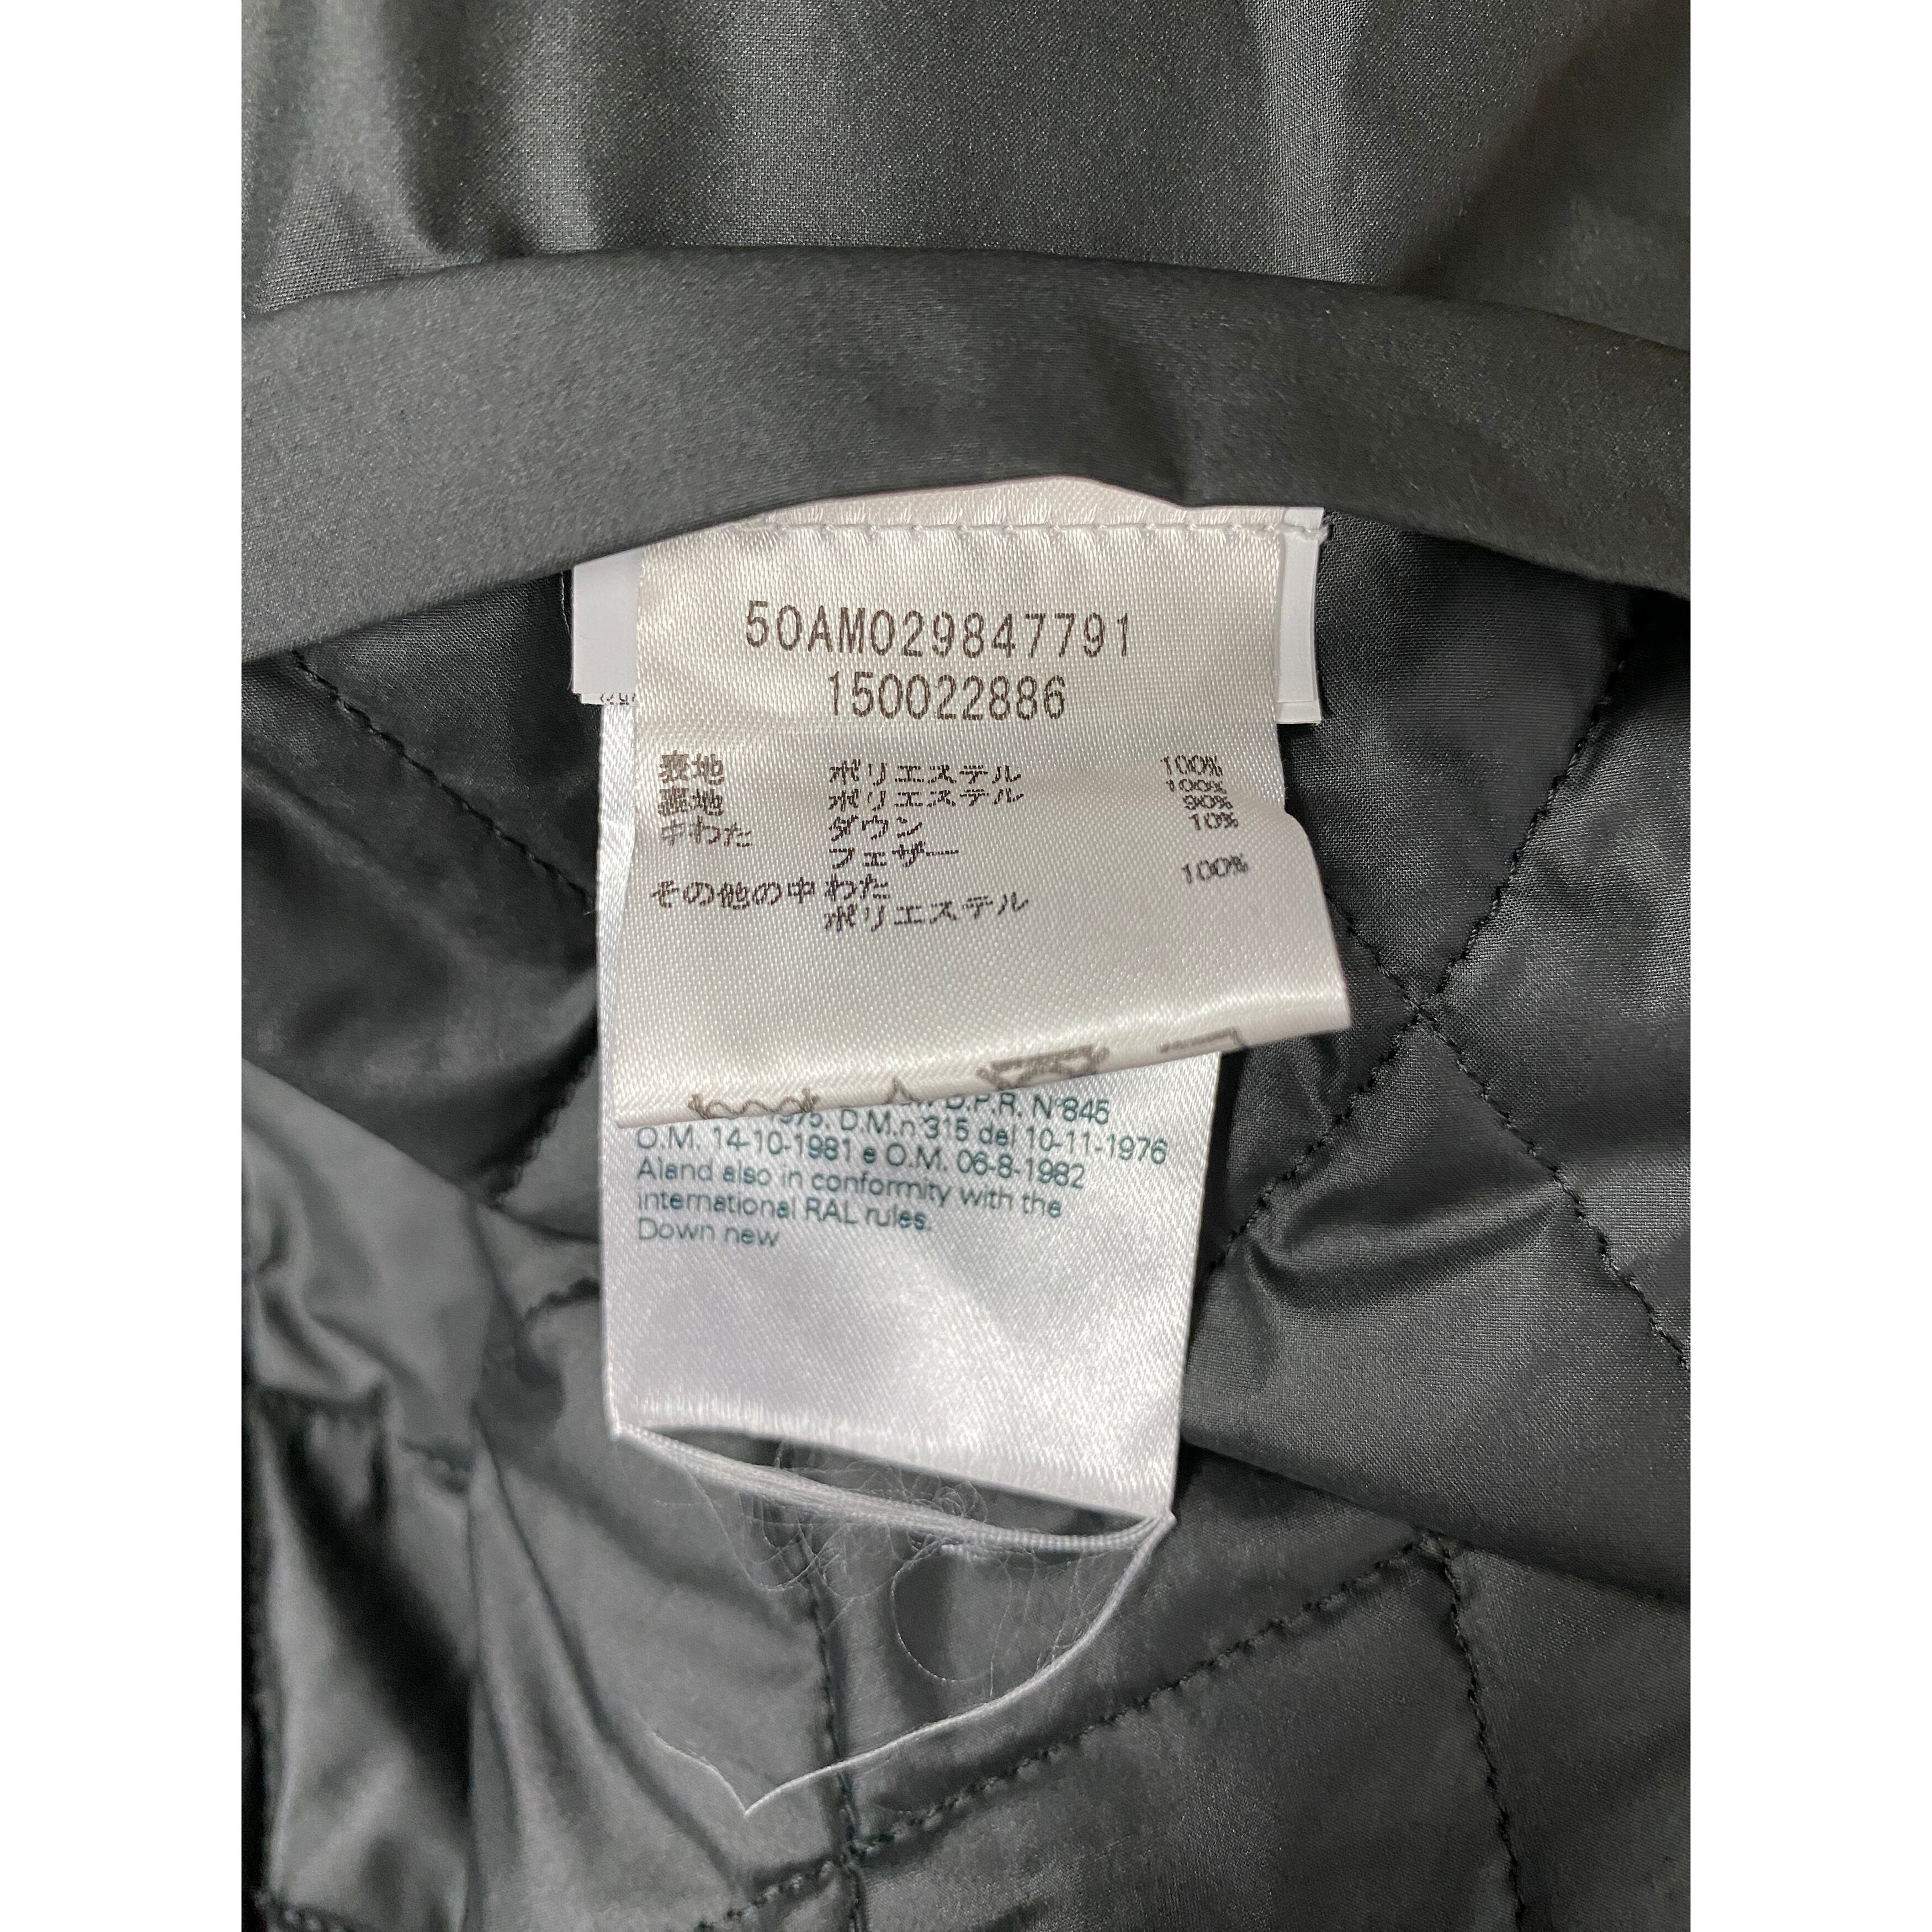 50AM029847791
150022886
表地 ポリエステル 100%
裏地 ポリエステル 100%
中わた ダウン 90%
フェザー 10%
その他の中わた
ポリエステル 100%
D.P.R. N°845
1975. D.M.n°315 del 10-11-1976
O.M. 14-10-1981 e O.M. 06-8-1982
Aland also in conformity with the
international RAL rules.
Down new